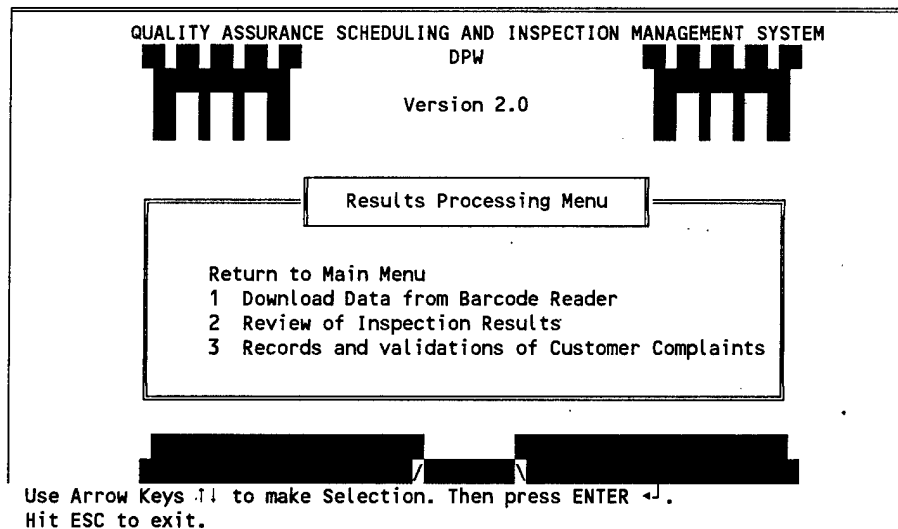 QUALITY ASSURANCE SCHEDULING AND INSPECTION MANAGEMENT SYSTEM
DPW
Version 2.0
Results Processing Menu
Return to Main Menu
1 Download Data from Barcode Reader
2 Review of Inspection Results
3 Records and validations of Customer Complaints
Use Arrow Keys ↑↓ to make Selection. Then press ENTER ↵.
Hit ESC to exit.